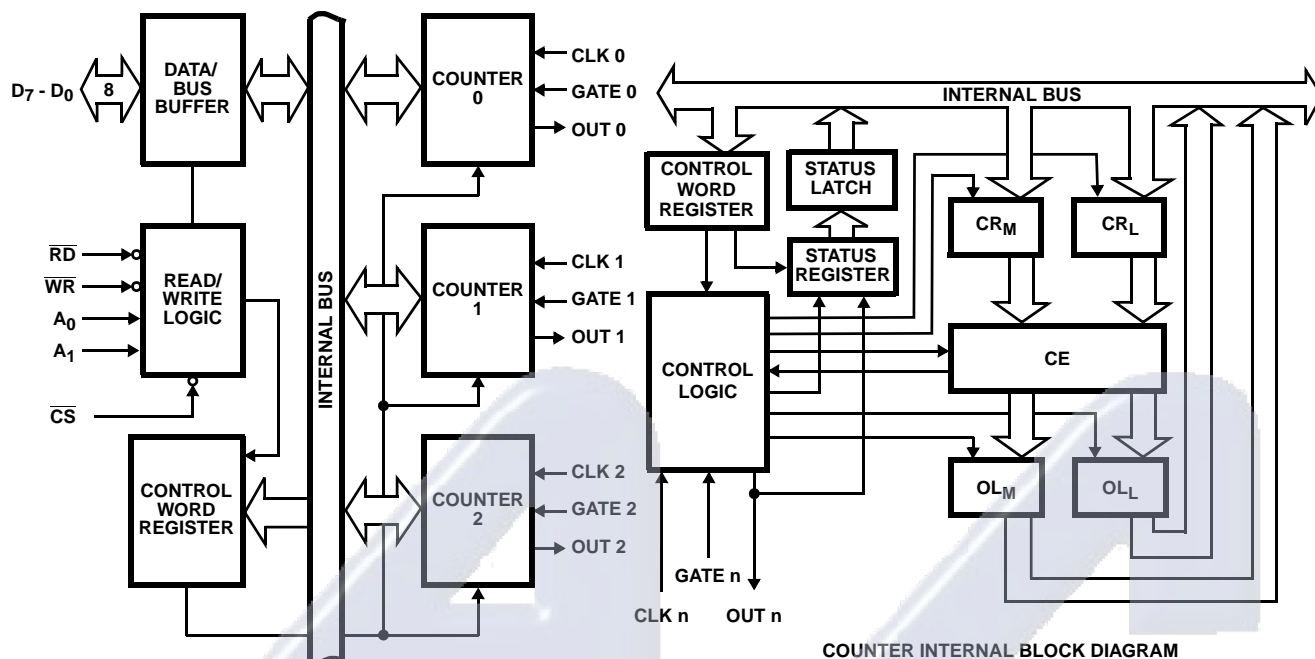 D7 - D0
8
DATA/
BUS
BUFFER
RD
WR
A0
A1
CS
READ/
WRITE
LOGIC
CONTROL
WORD
REGISTER
INTERNAL BUS
COUNTER
0
CLK 0
GATE 0
OUT 0
COUNTER
1
CLK 1
GATE 1
OUT 1
COUNTER
2
CLK 2
GATE 2
OUT 2
INTERNAL BUS
CONTROL
WORD
REGISTER
STATUS
LATCH
STATUS
REGISTER
CONTROL
LOGIC
CRM
CRL
CE
OLM
OLL
GATE n
CLK n
OUT n
COUNTER INTERNAL BLOCK DIAGRAM